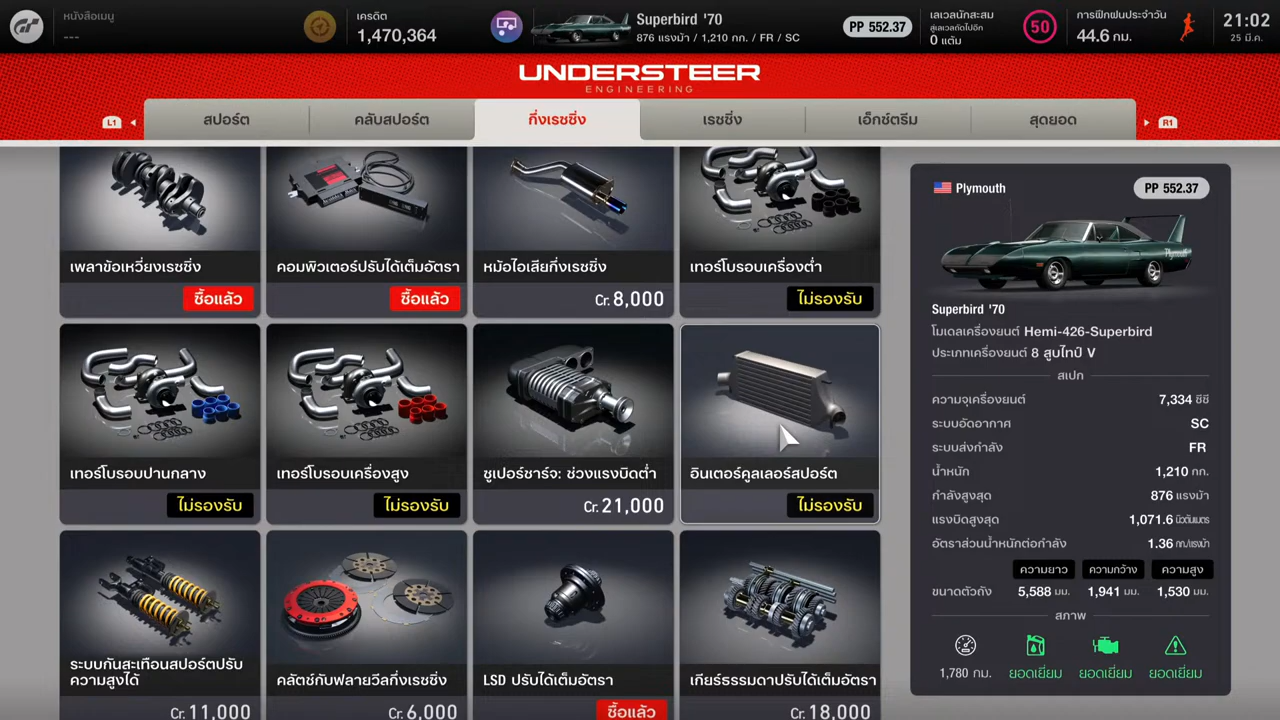 GT
หนังสือเมนู
---
เครดิต
1,470,364
Superbird '70
876 แรงม้า / 1,210 กก. / FR / SC
PP 552.37
เลเวลนักสะสม
สู่เลเวลถัดไปอีก
0 แต้ม
50
การฝึกฝนประจำวัน
44.6 กม.
21:02
25 มี.ค.
UNDERSTEER
ENGINEERING
L1
สปอร์ต
คลับสปอร์ต
กึ่งเรซซิ่ง
เรซซิ่ง
เอ็กซ์ตรีม
สุดยอด
R1
เพลาข้อเหวี่ยงเรซซิ่ง
ซื้อแล้ว
คอมพิวเตอร์ปรับได้เต็มอัตรา
ซื้อแล้ว
หม้อไอเสียกึ่งเรซซิ่ง
Cr. 8,000
เทอร์โบรอบเครื่องต่ำ
ไม่รองรับ
เทอร์โบรอบปานกลาง
ไม่รองรับ
เทอร์โบรอบเครื่องสูง
ไม่รองรับ
ซูเปอร์ชาร์จ: ช่วงแรงบิดต่ำ
Cr. 21,000
อินเตอร์คูลเลอร์สปอร์ต
ไม่รองรับ
ระบบกันสะเทือนสปอร์ตปรับ
ความสูงได้
Cr. 11,000
คลัตช์กับฟลายวีลกึ่งเรซซิ่ง
Cr. 6,000
LSD ปรับได้เต็มอัตรา
ซื้อแล้ว
เกียร์ธรรมดาปรับได้เต็มอัตรา
Cr. 18,000
Plymouth
PP 552.37
Plymouth
Superbird '70
โมเดลเครื่องยนต์ Hemi-426-Superbird
ประเภทเครื่องยนต์ 8 สูบไทป์ V
สเปก
ความจุเครื่องยนต์ 7,334 ซีซี
ระบบอัดอากาศ SC
ระบบส่งกำลัง FR
น้ำหนัก 1,210 กก.
กำลังสูงสุด 876 แรงม้า
แรงบิดสูงสุด 1,071.6 นิวตันเมตร
อัตราส่วนน้ำหนักต่อกำลัง 1.36 กก./แรงม้า
ความยาว ความกว้าง ความสูง
ขนาดตัวถัง 5,588 มม. 1,941 มม. 1,530 มม.
สภาพ
1,780 กม. ยอดเยี่ยม ยอดเยี่ยม ยอดเยี่ยม